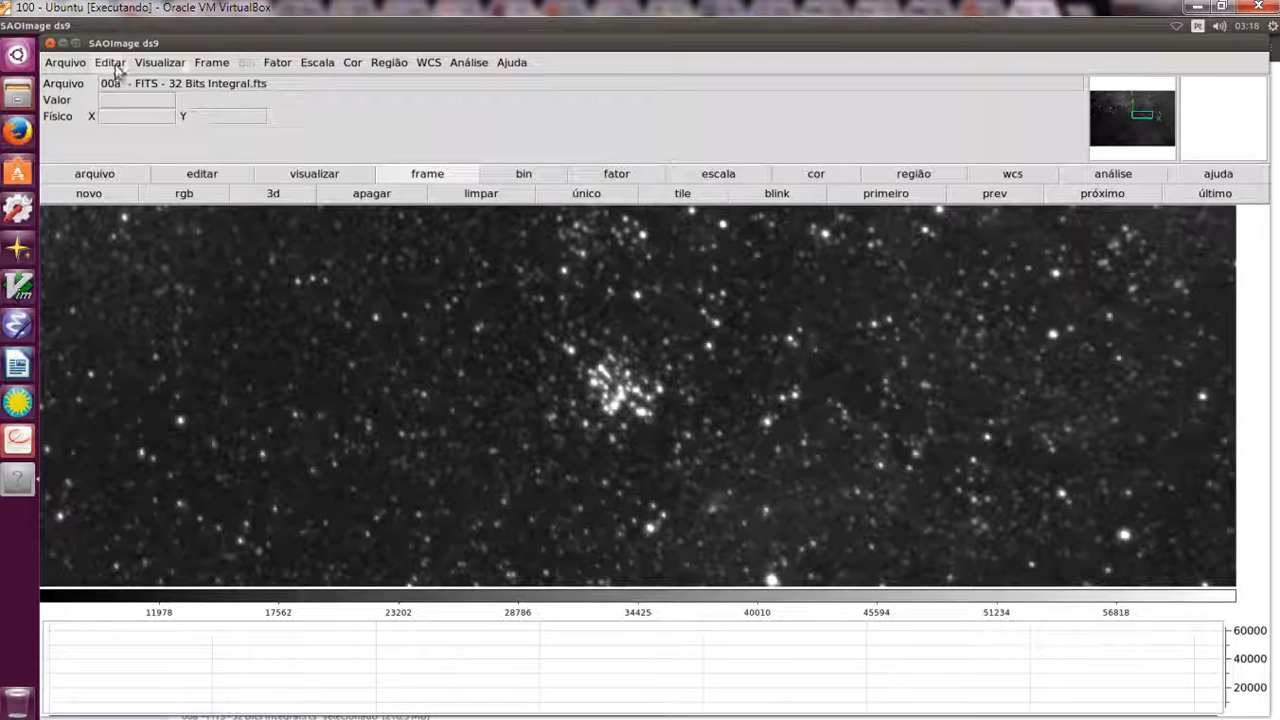 100 - Ubuntu [Executando] - Oracle VM VirtualBox
SAOImage ds9
Pt 03:18
SAOImage ds9
Arquivo Editar Visualizar Frame Bin Fator Escala Cor Região WCS Análise Ajuda
Arquivo 00a - FITS - 32 Bits Integral.fts
Valor
Físico X Y
arquivo editar visualizar frame bin fator escala cor região wcs análise ajuda
novo rgb 3d apagar limpar único tile blink primeiro prev próximo último
11978 17562 23202 28786 34425 40010 45594 51234 56818
60000
40000
20000